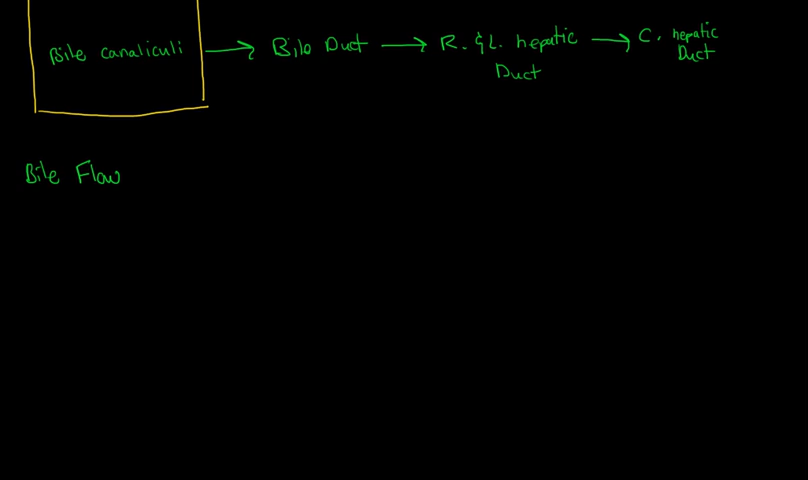 Bile canaliculi → Bile Duct → R. & L. hepatic Duct → C. hepatic Duct
Bile Flow